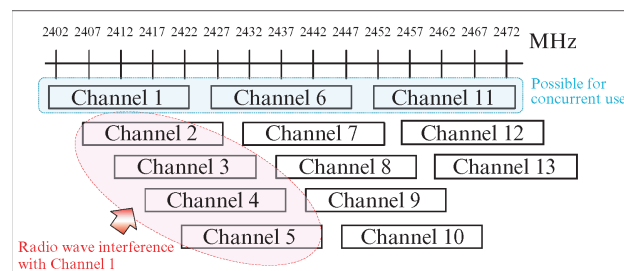 2402 2407 2412 2417 2422 2427 2432 2437 2442 2447 2452 2457 2462 2467 2472
MHz
Channel 1 Channel 6 Channel 11
Possible for
concurrent use
Channel 2 Channel 7 Channel 12
Channel 3 Channel 8 Channel 13
Channel 4 Channel 9
Channel 5 Channel 10
Radio wave interference
with Channel 1